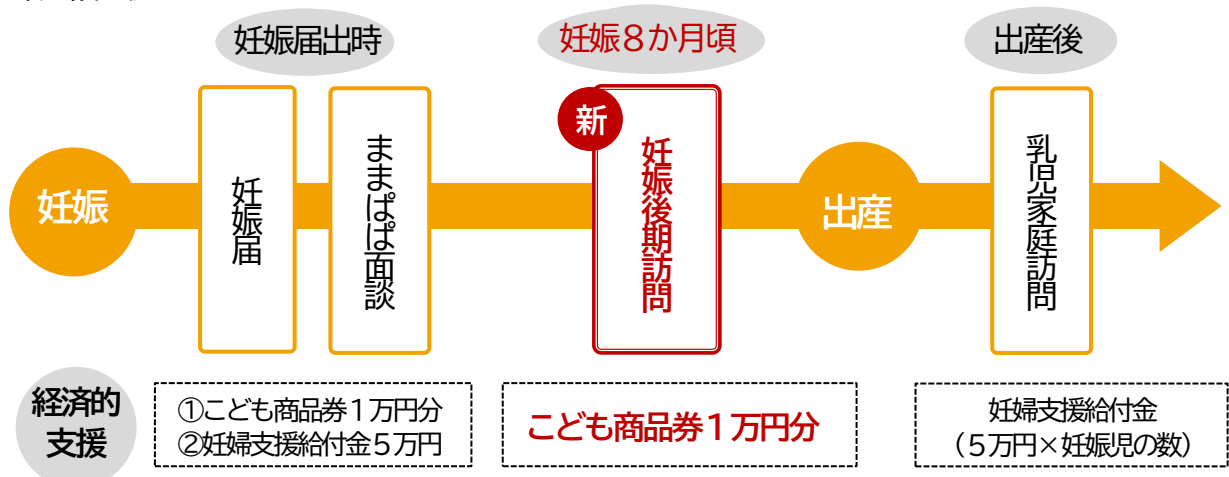 妊娠届出時
妊娠８か月頃
出産後
妊娠
妊娠届
ままぱぱ面談
新
妊娠後期訪問
出産
乳児家庭訪問
経済的
支援
①こども商品券１万円分
②妊婦支援給付金５万円
こども商品券１万円分
妊婦支援給付金
（５万円×妊娠児の数）